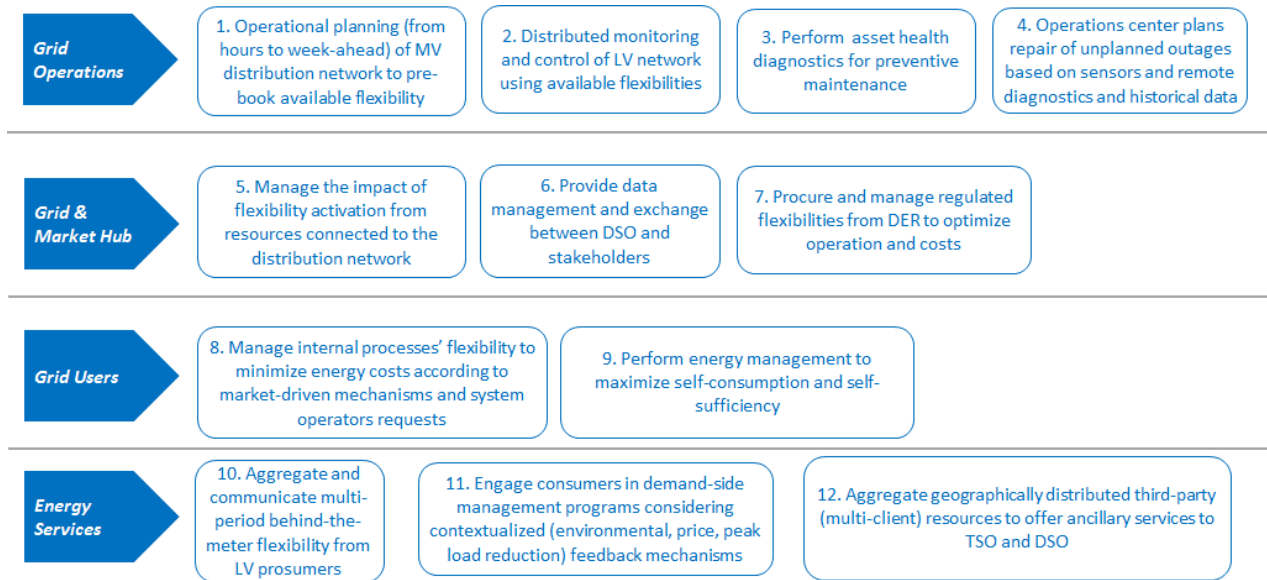 Grid
Operations
1. Operational planning (from
hours to week-ahead) of MV
distribution network to pre-
book available flexibility
2. Distributed monitoring
and control of LV network
using available flexibilities
3. Perform asset health
diagnostics for preventive
maintenance
4. Operations center plans
repair of unplanned outages
based on sensors and remote
diagnostics and historical data
Grid &
Market Hub
5. Manage the impact of
flexibility activation from
resources connected to the
distribution network
6. Provide data
management and exchange
between DSO and
stakeholders
7. Procure and manage regulated
flexibilities from DER to optimize
operation and costs
Grid Users
8. Manage internal processes’ flexibility to
minimize energy costs according to
market-driven mechanisms and system
operators requests
9. Perform energy management to
maximize self-consumption and self-
sufficiency
Energy
Services
10. Aggregate and
communicate multi-
period behind-the-
meter flexibility from
LV prosumers
11. Engage consumers in demand-side
management programs considering
contextualized (environmental, price, peak
load reduction) feedback mechanisms
12. Aggregate geographically distributed third-party
(multi-client) resources to offer ancillary services to
TSO and DSO